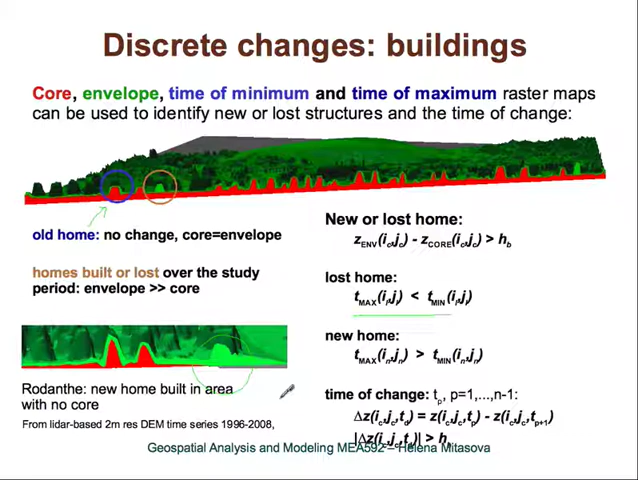 Discrete changes: buildings
Core, envelope, time of minimum and time of maximum raster maps
can be used to identify new or lost structures and the time of change:
old home: no change, core=envelope
homes built or lost over the study
period: envelope >> core
Rodanthe: new home built in area
with no core
From lidar-based 2m res DEM time series 1996-2008,
New or lost home:
z_ENV(i_c,j_c) - z_CORE(i_c,j_c) > h_b
lost home:
t_MAX(i_l,j_l) < t_MIN(i_l,j_l)
new home:
t_MAX(i_n,j_n) > t_MIN(i_n,j_n)
time of change: t_p, p=1,...,n-1:
Δz(i_c,j_c,t_d) = z(i_c,j_c,t_p) - z(i_c,j_c,t_p+1)
|Δz(i_c,j_c,t_d)| > h_b
Geospatial Analysis and Modeling MEA592 – Helena Mitasova